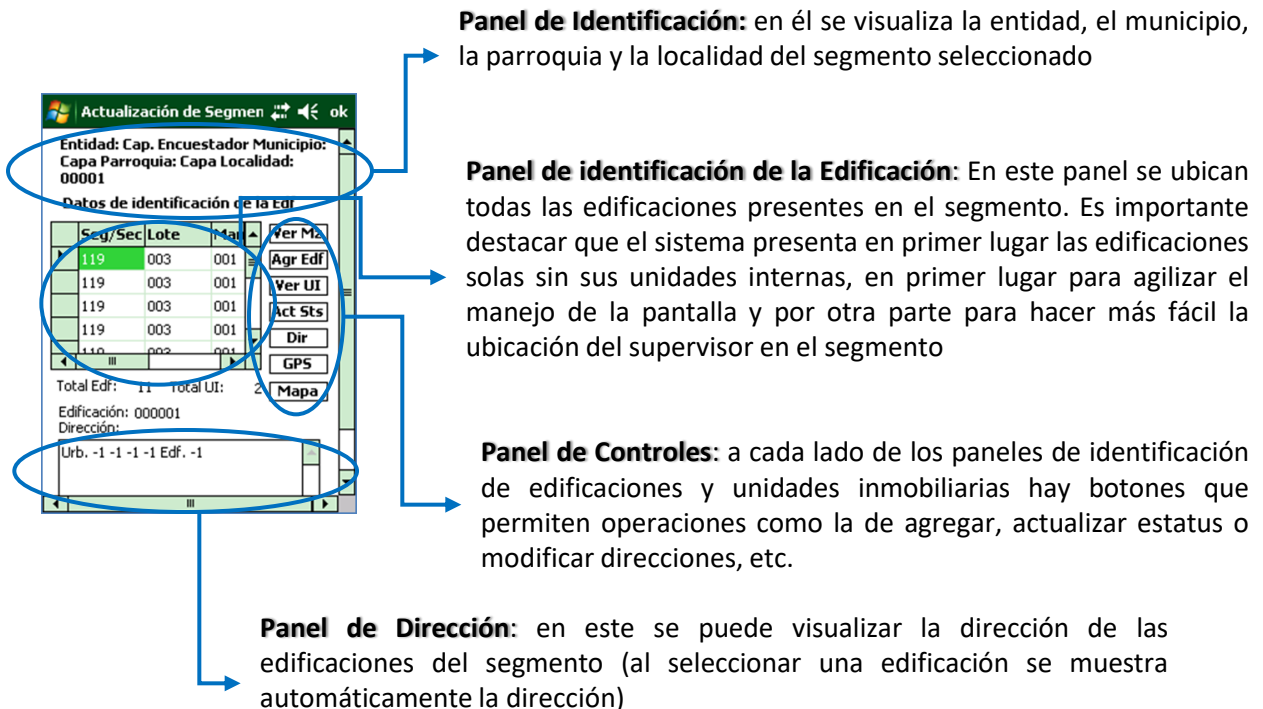 Panel de Identificación: en él se visualiza la entidad, el municipio,
la parroquia y la localidad del segmento seleccionado
Actualización de Segmen ok
Entidad: Cap. Encuestador Municipio:
Capa Parroquia: Capa Localidad:
00001
Datos de identificación de la Edf
Seg/Sec Lote Man Ver Mz
119 003 001 Agr Edf
119 003 001 Ver UI
119 003 001 Act Sts
119 003 001 Dir
119 003 001 GPS
Total Edf: 11 Total UI: 2 Mapa
Edificación: 000001
Dirección:
Urb. -1 -1 -1 -1 Edf. -1
Panel de identificación de la Edificación: En este panel se ubican
todas las edificaciones presentes en el segmento. Es importante
destacar que el sistema presenta en primer lugar las edificaciones
solas sin sus unidades internas, en primer lugar para agilizar el
manejo de la pantalla y por otra parte para hacer más fácil la
ubicación del supervisor en el segmento
Panel de Controles: a cada lado de los paneles de identificación
de edificaciones y unidades inmobiliarias hay botones que
permiten operaciones como la de agregar, actualizar estatus o
modificar direcciones, etc.
Panel de Dirección: en este se puede visualizar la dirección de las
edificaciones del segmento (al seleccionar una edificación se muestra
automáticamente la dirección)